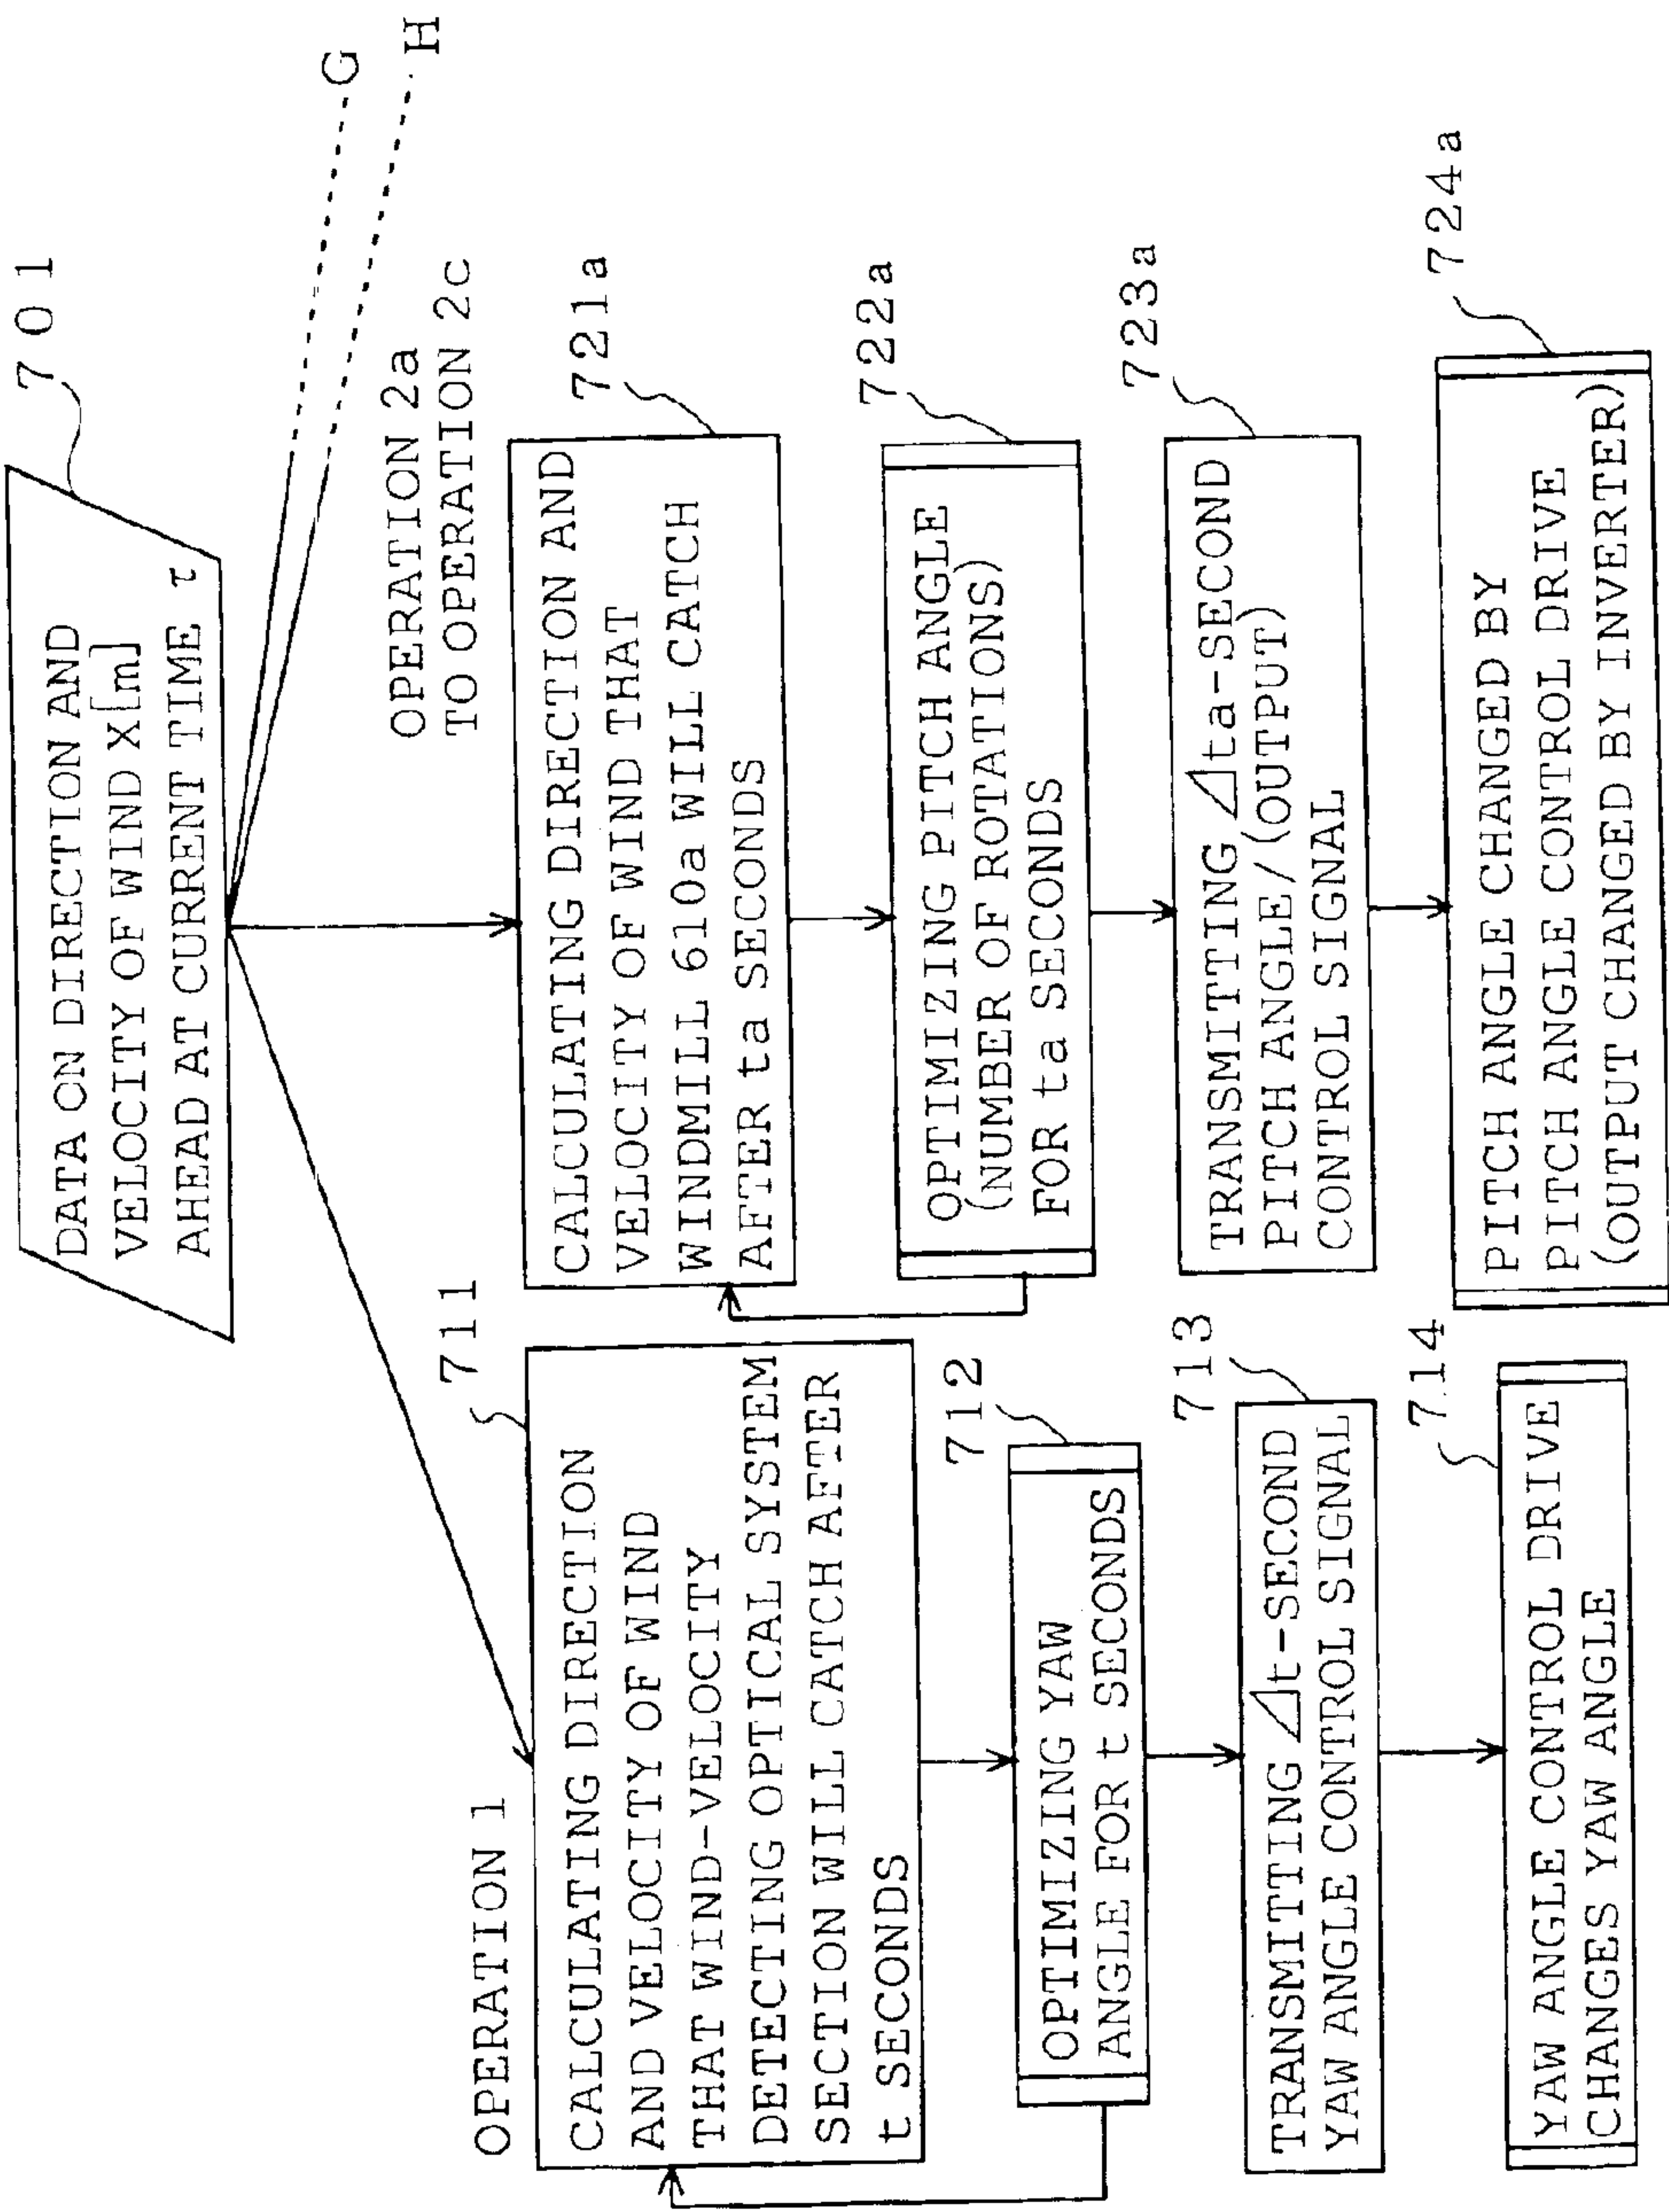 701
DATA ON DIRECTION AND
VELOCITY OF WIND X[m]
AHEAD AT CURRENT TIME τ
G
H
OPERATION 1
711
CALCULATING DIRECTION
AND VELOCITY OF WIND
THAT WIND-VELOCITY
DETECTING OPTICAL SYSTEM
SECTION WILL CATCH AFTER
t SECONDS
712
OPTIMIZING YAW
ANGLE FOR t SECONDS
713
TRANSMITTING ⊿t-SECOND
YAW ANGLE CONTROL SIGNAL
714
YAW ANGLE CONTROL DRIVE
CHANGES YAW ANGLE
OPERATION 2a
TO OPERATION 2c
721a
CALCULATING DIRECTION AND
VELOCITY OF WIND THAT
WINDMILL 610a WILL CATCH
AFTER ta SECONDS
722a
OPTIMIZING PITCH ANGLE
(NUMBER OF ROTATIONS)
FOR ta SECONDS
723a
TRANSMITTING ⊿ta-SECOND
PITCH ANGLE/(OUTPUT)
CONTROL SIGNAL
724a
PITCH ANGLE CHANGED BY
PITCH ANGLE CONTROL DRIVE
(OUTPUT CHANGED BY INVERTER)